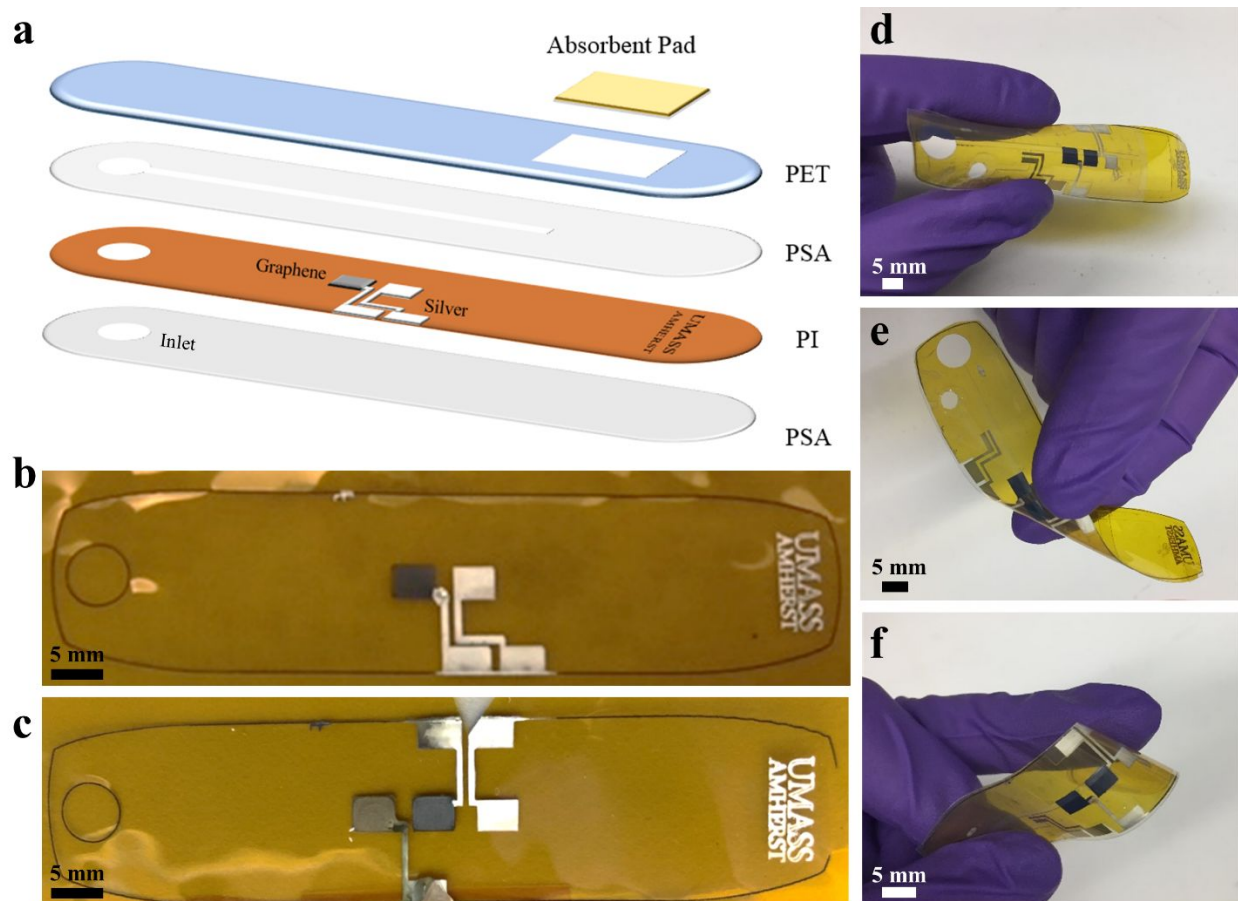 a
Absorbent Pad
PET
PSA
Graphene
Silver
Inlet
UMASS
AMHERST
PI
PSA
b
UMASS
AMHERST
5 mm
c
UMASS
AMHERST
5 mm
d
UMASS
5 mm
e
5 mm
f
5 mm